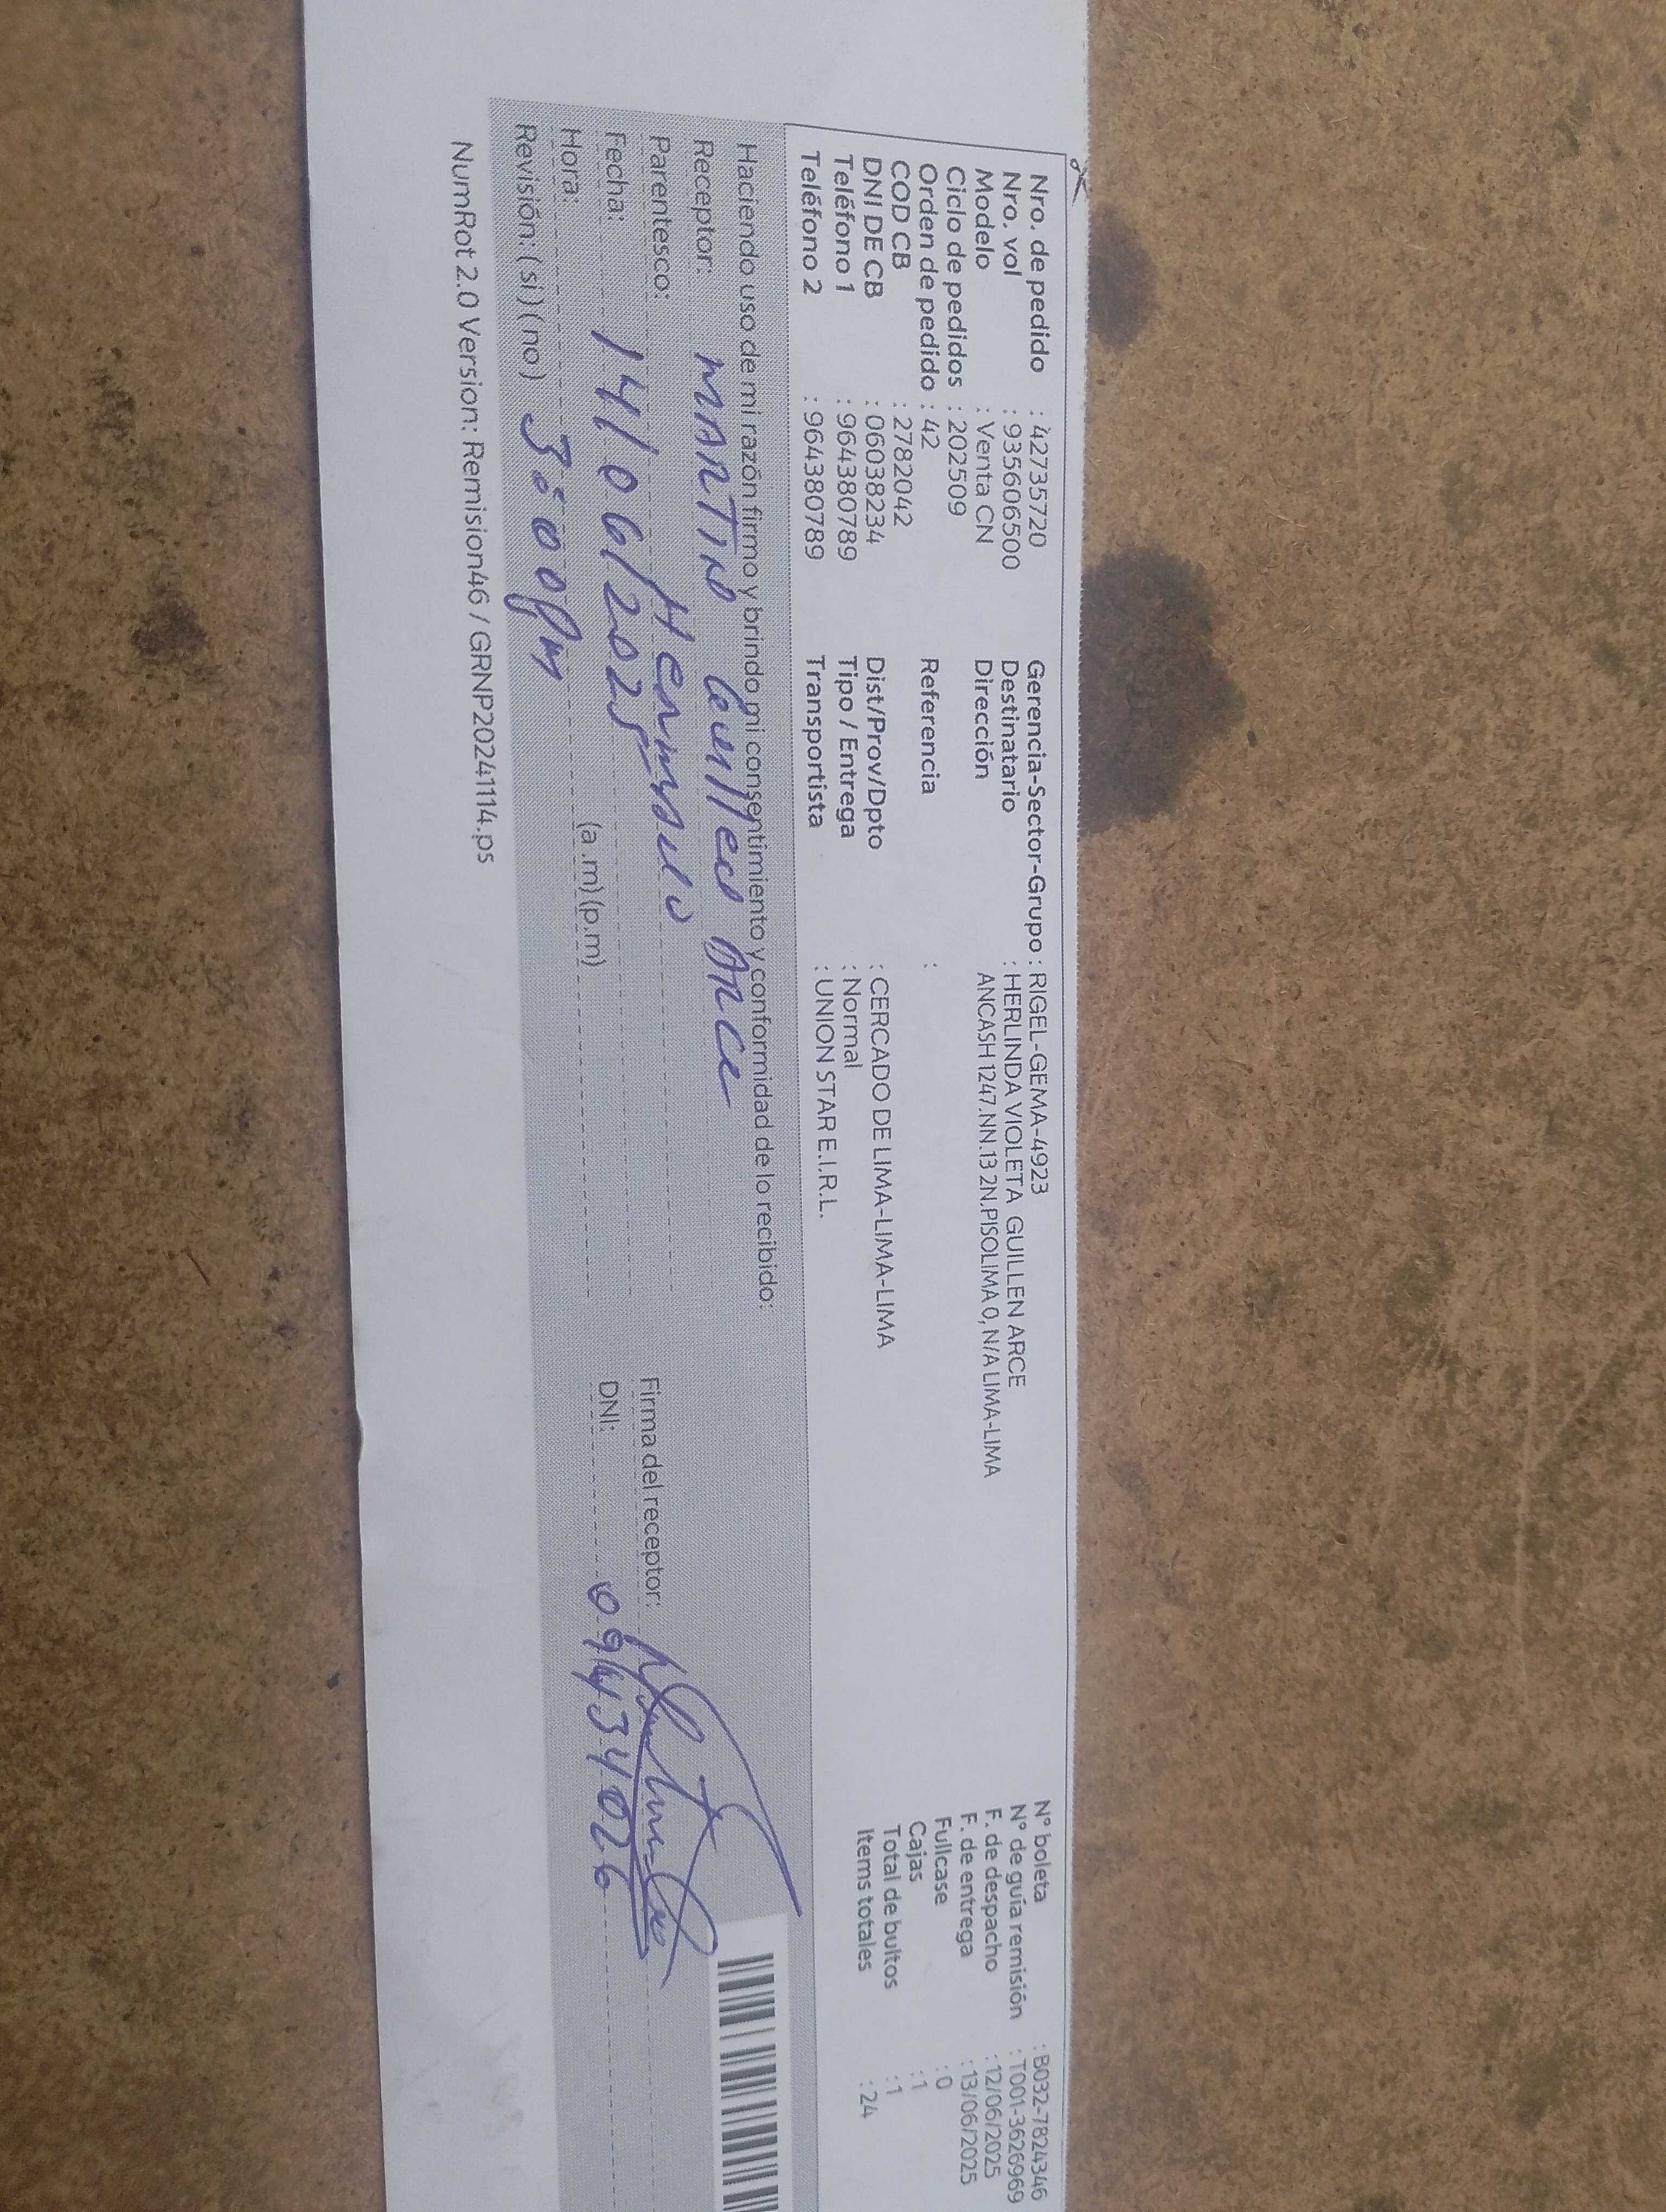 Nro. de pedido : 42735720 Gerencia-Sector-Grupo : RIGEL-GEMA-4923 N° boleta : B032-7824346
Nro. vol : 935606500 Destinatario : HERLINDA VIOLETA GUILLEN ARCE N° de guía remisión : T001-3626969
Modelo : Venta CN Dirección ANCASH 1247.NN.13 2N.PISOLIMA 0, N/A LIMA-LIMA F. de despacho : 12/06/2025
Ciclo de pedidos : 202509 F. de entrega : 13/06/2025
Orden de pedido : 42 Referencia : Fullcase : 0
COD CB : 2782042 Cajas : 1
DNI DE CB : 06038234 Dist/Prov/Dpto : CERCADO DE LIMA-LIMA-LIMA Total de bultos : 1
Teléfono 1 : 964380789 Tipo / Entrega : Normal Items totales : 24
Teléfono 2 : 964380789 Transportista : UNION STAR E.I.R.L.
Haciendo uso de mi razón firmo y brindo mi consentimiento y conformidad de lo recibido:
Receptor: MARTIN Guillen ARCE
Parentesco: Hermano Firma del receptor:
Fecha: 14/06/2025 DNI: 09434026
Hora: (a.m) (p.m)
Revisión: (si) (no) 3:00 pm
NumRot 2.0 Version: Remision46 / GRNP20241114.ps